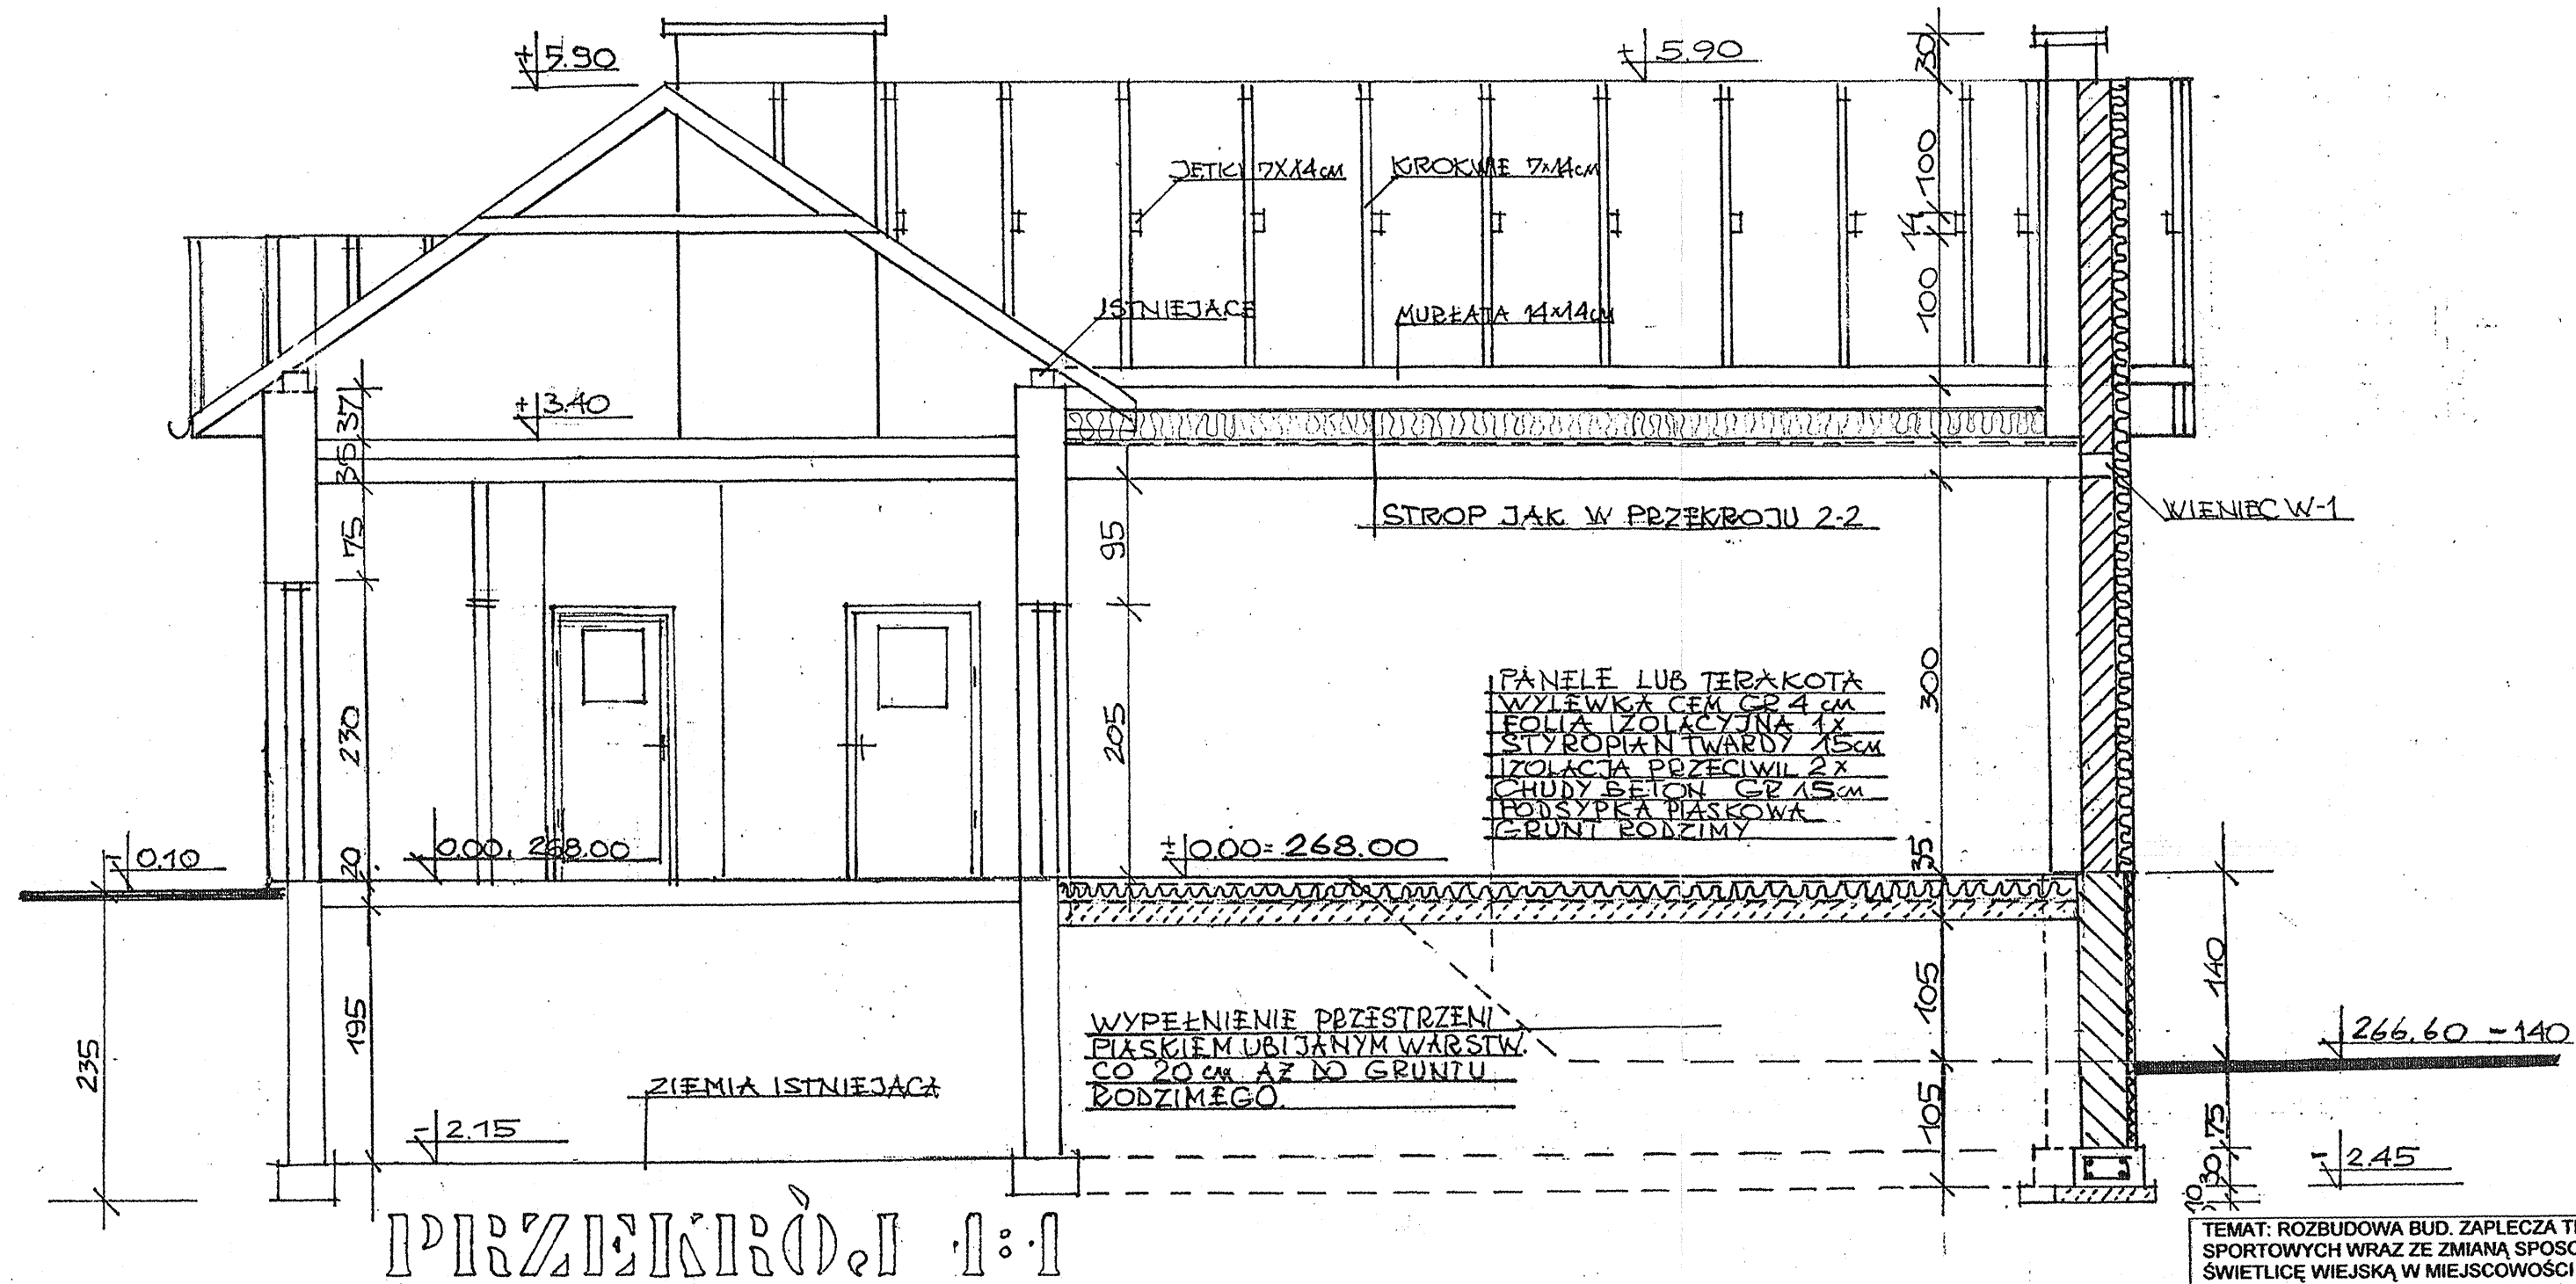 +5.90
+5.90
30
100
14
100
JĘTKI 7X14cm
KROKWIE 7x14cm
ISTNIEJĄCE
MURŁATA 14x14cm
+3.40
37
35
75
230
20
195
STROP JAK W PRZEKROJU 2-2
WIENIEC W-1
95
205
300
35
105
105
PANELE LUB TERAKOTA
WYLEWKA CEM GR 4 cm
FOLIA IZOLACYJNA 1x
STYROPIAN TWARDY 15cm
IZOLACJA PRZECIWIL 2x
CHUDY BETON GR 15cm
PODSYPKA PIASKOWA
GRUNT RODZIMY
-0.10
0.00, 268.00
±0.00= 268.00
235
140
75
30
10
266.60 -140
WYPEŁNIENIE PRZESTRZENI
PIASKIEM UBIJANYM WARSTW.
CO 20 cm AŻ DO GRUNTU
RODZIMEGO.
ZIEMIA ISTNIEJĄCA
-2.15
-2.45
PRZEKRÓJ 1:1
TEMAT: ROZBUDOWA BUD. ZAPLECZA
SPORTOWYCH WRAZ ZE ZMIANĄ
ŚWIETLICĘ WIEJSKĄ W MIEJSCOWOŚCI